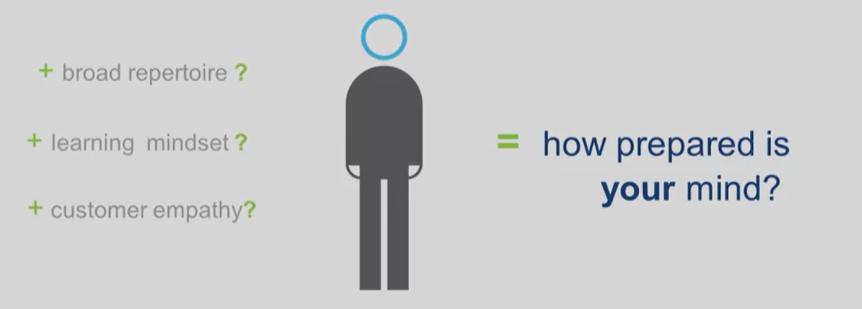 + broad repertoire ?
+ learning mindset ?
+ customer empathy?
= how prepared is
your mind?